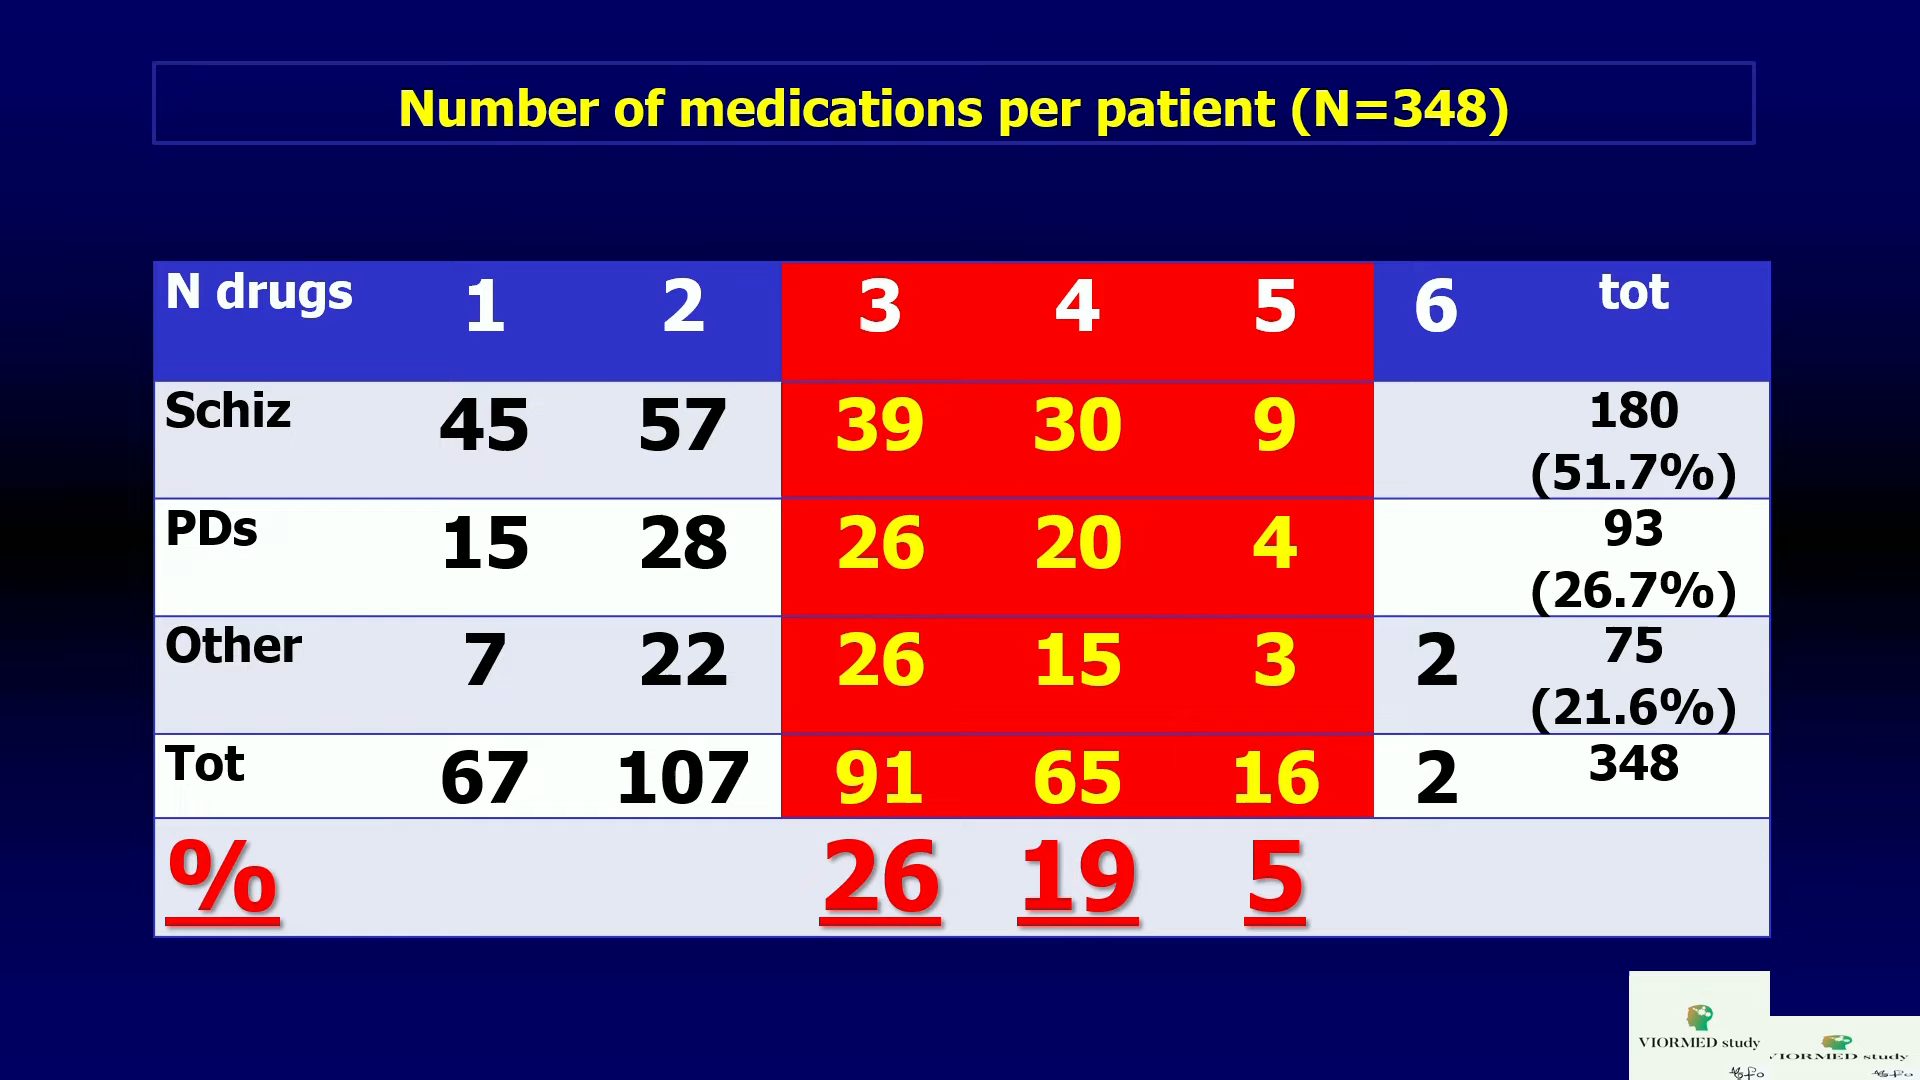 Number of medications per patient (N=348)
N drugs 1 2 3 4 5 6 tot
Schiz 45 57 39 30 9 180
(51.7%)
PDs 15 28 26 20 4 93
(26.7%)
Other 7 22 26 15 3 2 75
(21.6%)
Tot 67 107 91 65 16 2 348
% 26 19 5
VIORMED study
VIORMED study